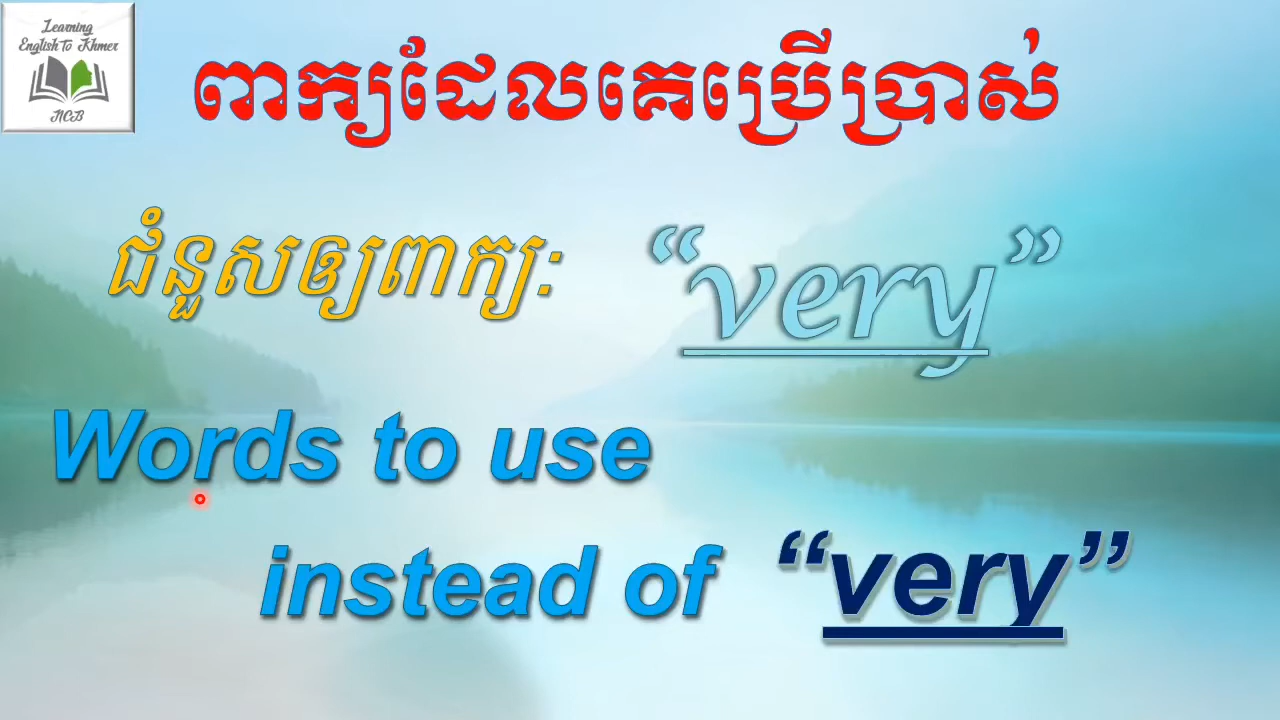 Learning
English To Khmer
NCB
ពាក្យដែលគេប្រើប្រាស់
ជំនួសឲ្យពាក្យ: “very”
Words to use
instead of “very”